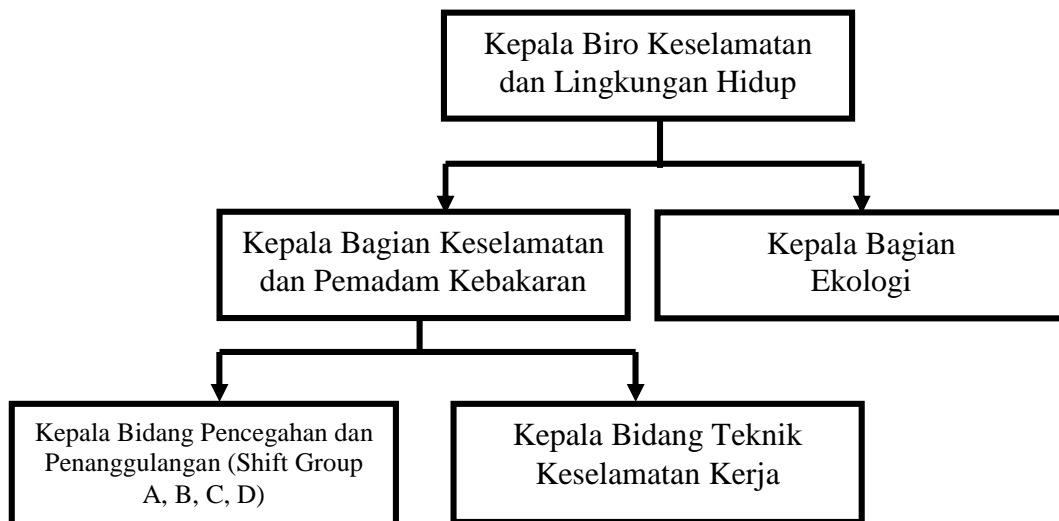 Kepala Biro Keselamatan
dan Lingkungan Hidup
Kepala Bagian Keselamatan
dan Pemadam Kebakaran
Kepala Bagian
Ekologi
Kepala Bidang Pencegahan dan
Penanggulangan (Shift Group
A, B, C, D)
Kepala Bidang Teknik
Keselamatan Kerja